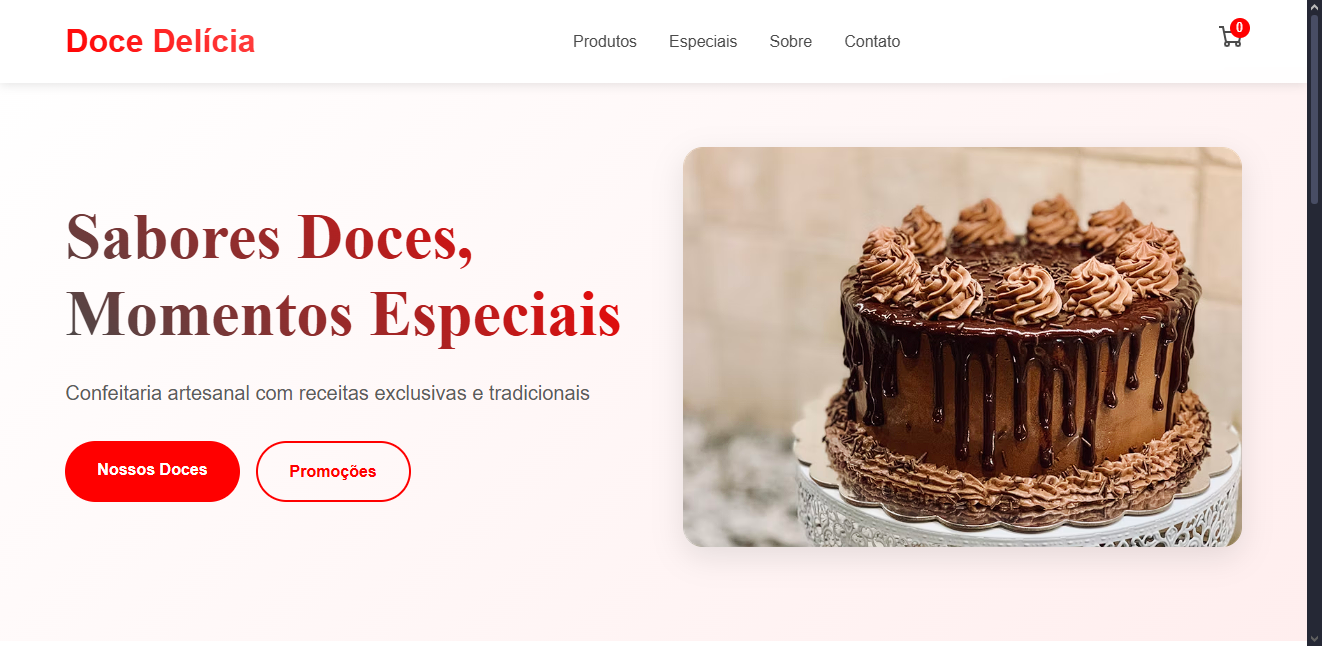 Doce Delícia
Produtos Especiais Sobre Contato
0
Sabores Doces,
Momentos Especiais
Confeitaria artesanal com receitas exclusivas e tradicionais
Nossos Doces
Promoções